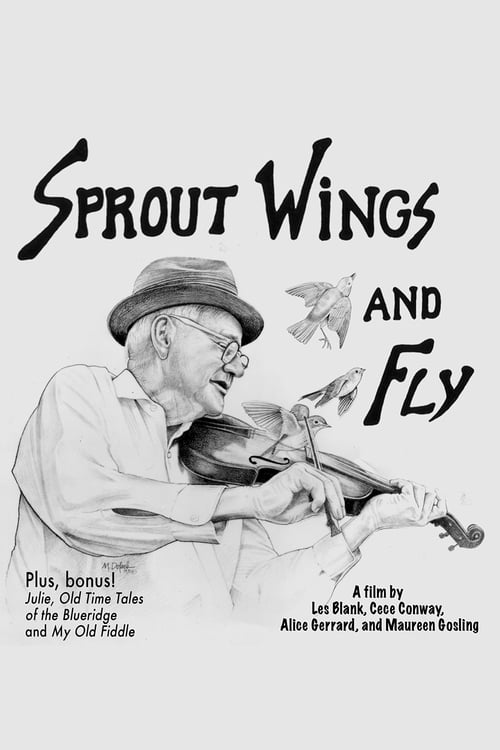 SPROUT WINGS
AND
FLY
Plus, bonus!
Julie, Old Time Tales
of the Blueridge
and My Old Fiddle
A film by
Les Blank, Cece Conway,
Alice Gerrard, and Maureen Gosling